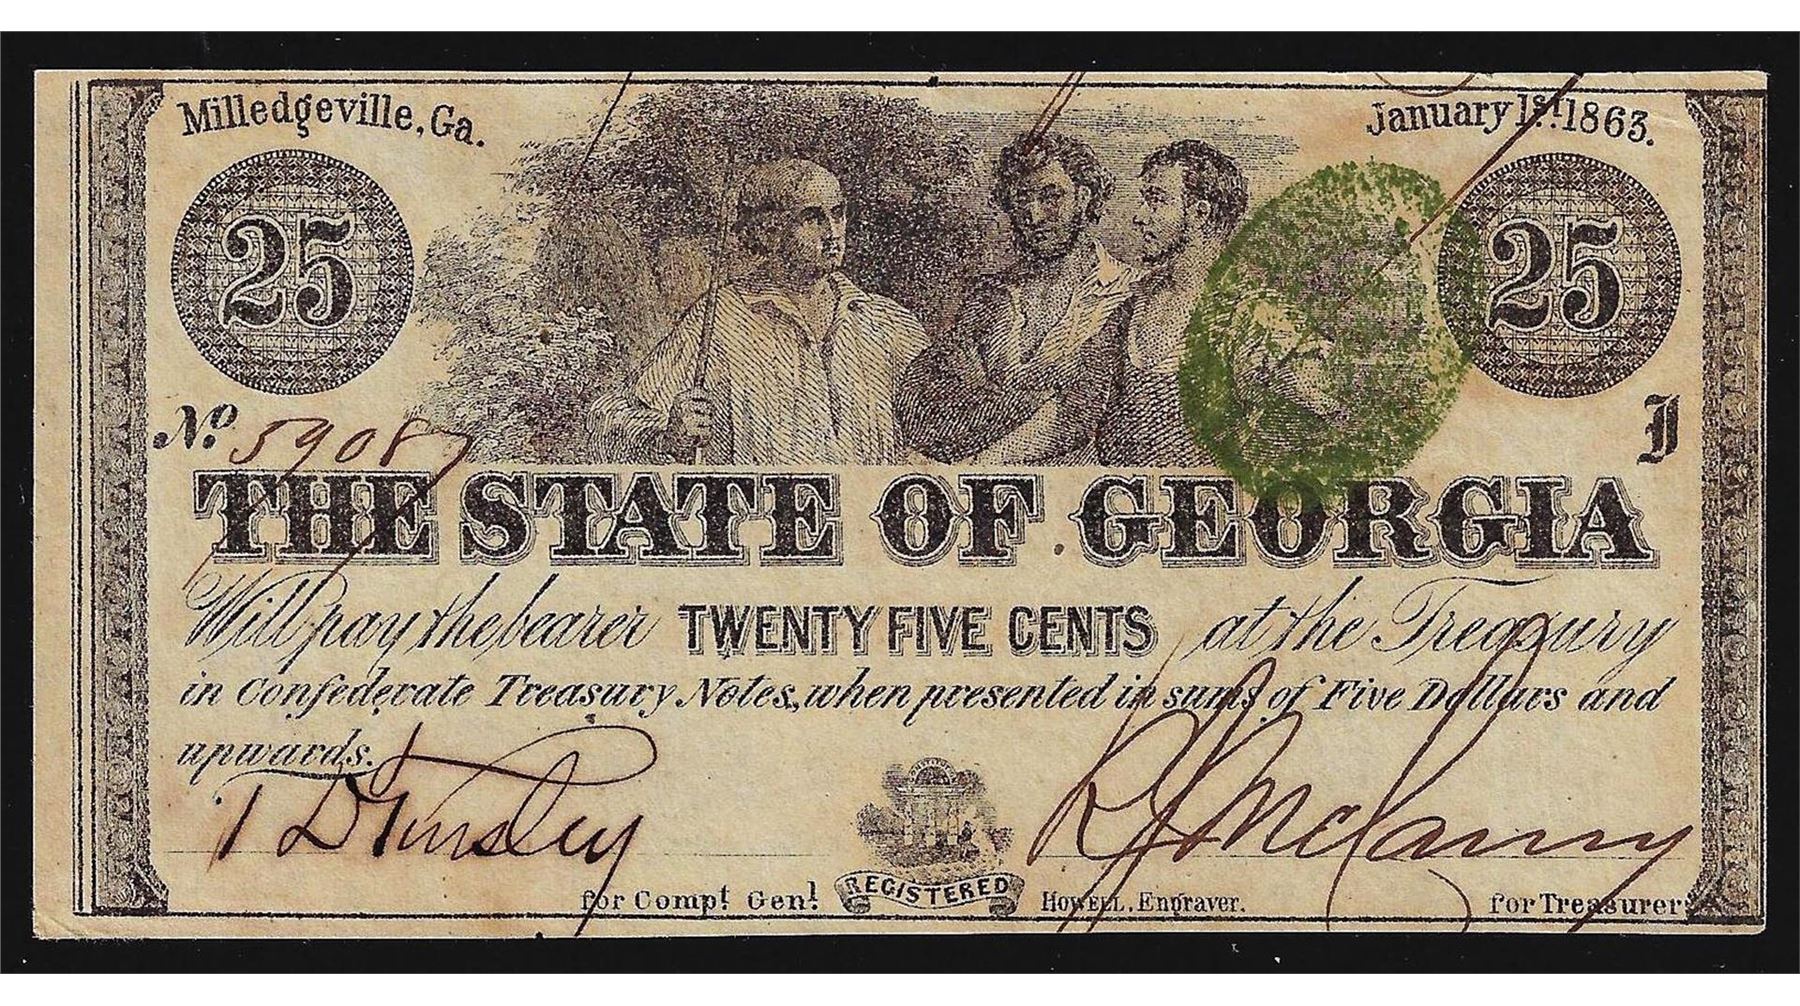 Milledgeville, Ga.
January 1st. 1863.
25
25
No. 59087
I
THE STATE OF GEORGIA
Will pay the bearer TWENTY FIVE CENTS at the Treasury
in Confederate Treasury Notes, when presented in sums of Five Dollars and
upwards.
T D Tinsley
for Compt. Genl.
REGISTERED
HOWELL, Engraver.
for Treasurer